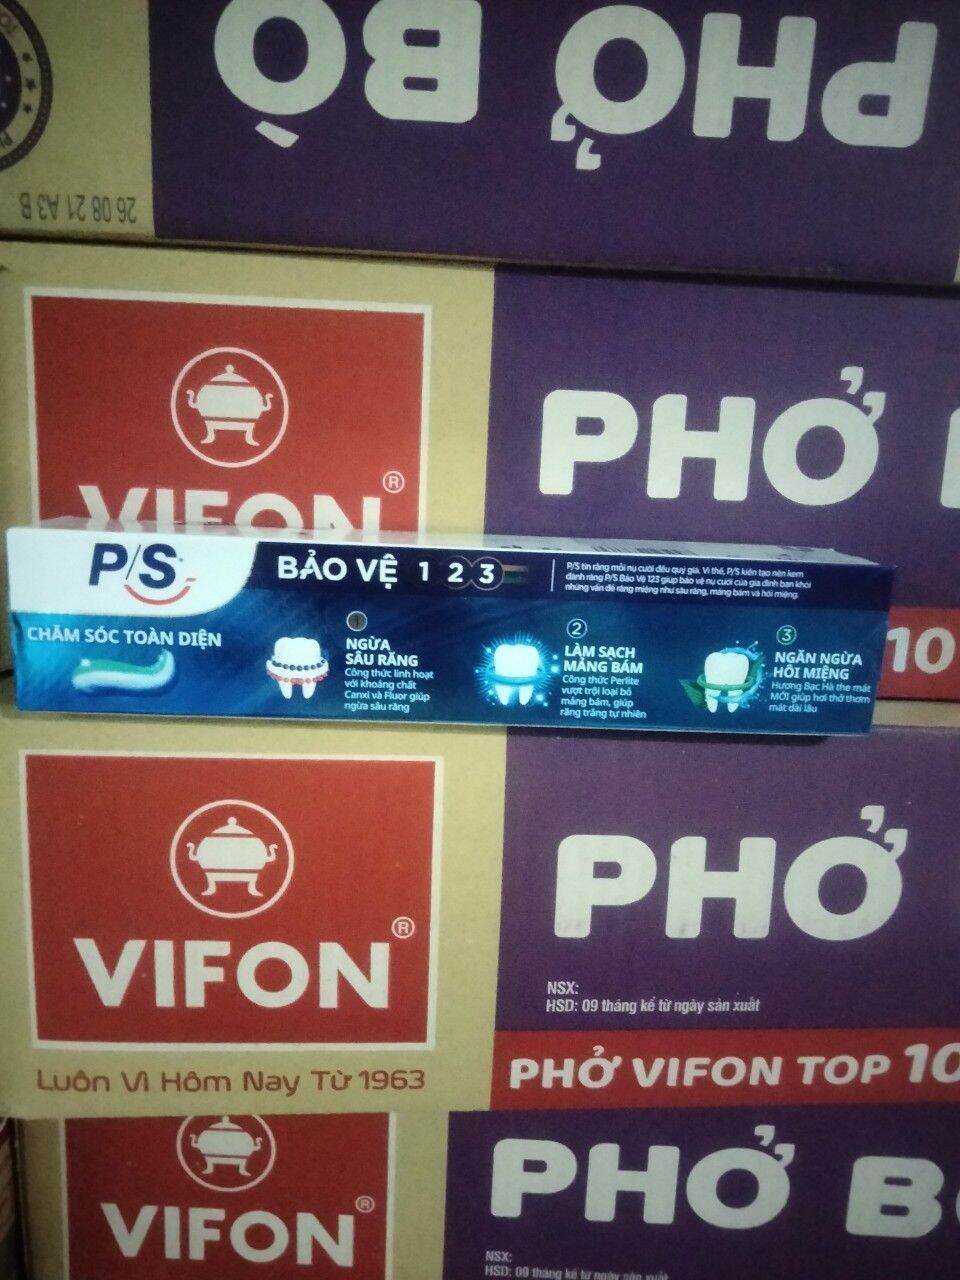 PHỞ BÒ
26 08 21 A3 B
VIFON®
PHỞ
P/S
BẢO VỆ 1 2 3
P/S tin rằng mỗi nụ cười đều quý giá. Vì thế, P/S kiến tạo nên kem
đánh răng P/S Bảo Vệ 123 giúp bảo vệ nụ cười của gia đình bạn khỏi
những vấn đề răng miệng như sâu răng, mảng bám và hôi miệng.
CHĂM SÓC TOÀN DIỆN
1
NGỪA
SÂU RĂNG
Công thức linh hoạt
với khoáng chất
Canxi và Fluor giúp
ngừa sâu răng
2
LÀM SẠCH
MẢNG BÁM
Công thức Perlite
vượt trội loại bỏ
mảng bám, giúp
răng trắng tự nhiên
3
NGĂN NGỪA
HÔI MIỆNG
Hương Bạc Hà the mát
MỚI giúp hơi thở thơm
mát dài lâu
10
VIFON®
Luôn Vì Hôm Nay Từ 1963
PHỞ
NSX:
HSD: 09 tháng kể từ ngày sản xuất
PHỞ VIFON TOP 10
VIFON®
PHỞ B
NSX:
HSD: 09 tháng kể từ ngày sản xuất